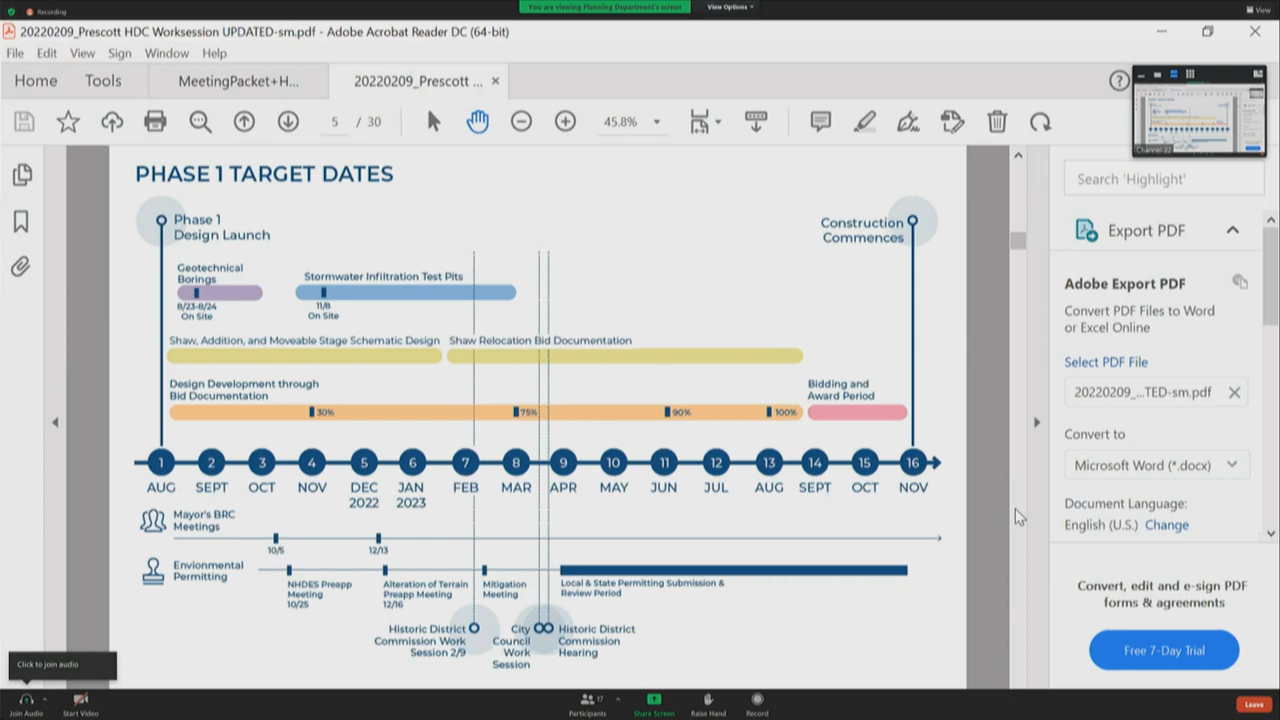 Recording
You are viewing Planning Department's screen
View Options
View
20220209_Prescott HDC Worksession UPDATED-sm.pdf - Adobe Acrobat Reader DC (64-bit)
File Edit View Sign Window Help
Home Tools MeetingPacket+H... 20220209_Prescott ... ×
5 / 30 45.8%
Channel 22
PHASE 1 TARGET DATES
Phase 1
Design Launch
Construction
Commences
Geotechnical
Borings
Stormwater Infiltration Test Pits
8/23-8/24
On Site
11/8
On Site
Shaw, Addition, and Moveable Stage Schematic Design
Shaw Relocation Bid Documentation
Design Development through
Bid Documentation
Bidding and
Award Period
30% 75% 90% 100%
1 2 3 4 5 6 7 8 9 10 11 12 13 14 15 16
AUG SEPT OCT NOV DEC JAN FEB MAR APR MAY JUN JUL AUG SEPT OCT NOV
2022 2023
Mayor's BRC
Meetings
10/5 12/13
Envionmental
Permitting
NHDES Preapp
Meeting
10/25
Alteration of Terrain
Preapp Meeting
12/16
Mitigation
Meeting
Local & State Permitting Submission &
Review Period
Historic District
Commission Work
Session 2/9
City
Council
Work
Session
Historic District
Commission
Hearing
Search 'Highlight'
Export PDF
Adobe Export PDF
Convert PDF Files to Word
or Excel Online
Select PDF File
20220209_...TED-sm.pdf
Convert to
Microsoft Word (*.docx)
Document Language:
English (U.S.) Change
Convert, edit and e-sign PDF
forms & agreements
Free 7-Day Trial
Click to join audio
Join Audio
Start Video
17
Participants
Share Screen
Raise Hand
Record
Leave